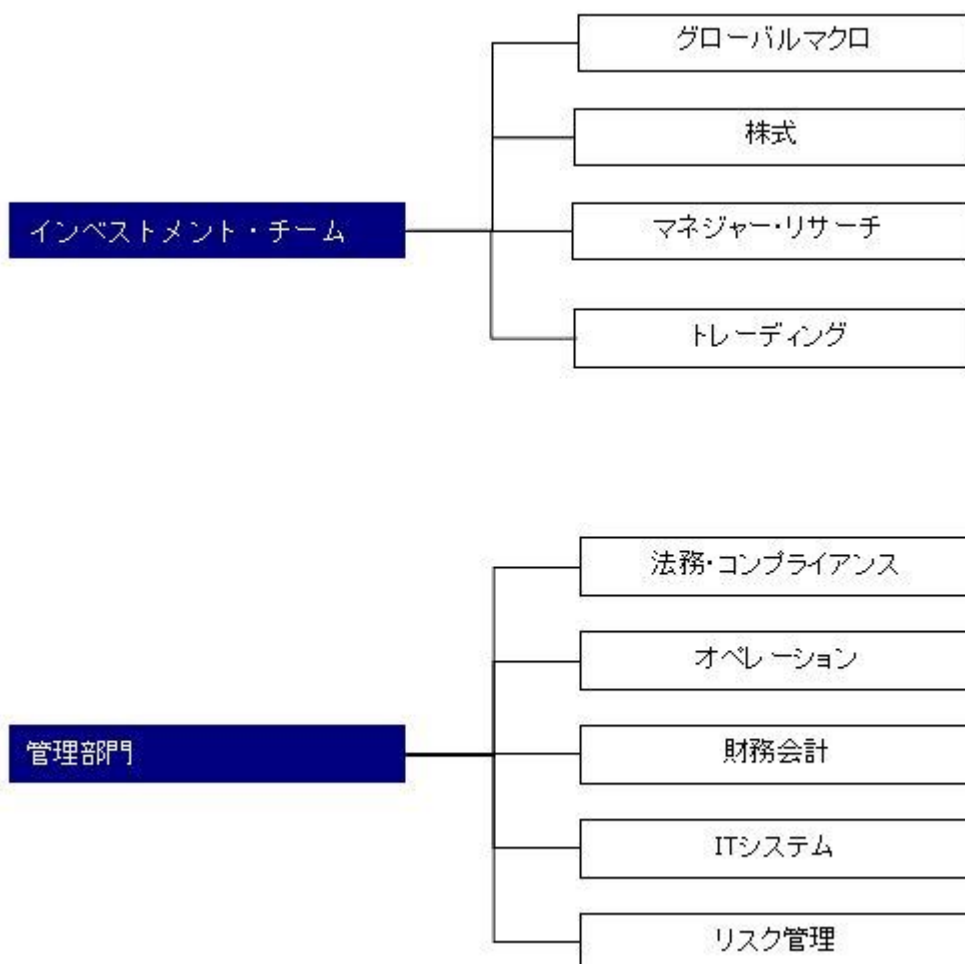 グローバルマクロ
株式
インベストメント・チーム
マネジャー・リサーチ
トレーディング
法務・コンプライアンス
オペレーション
管理部門
財務会計
ITシステム
リスク管理